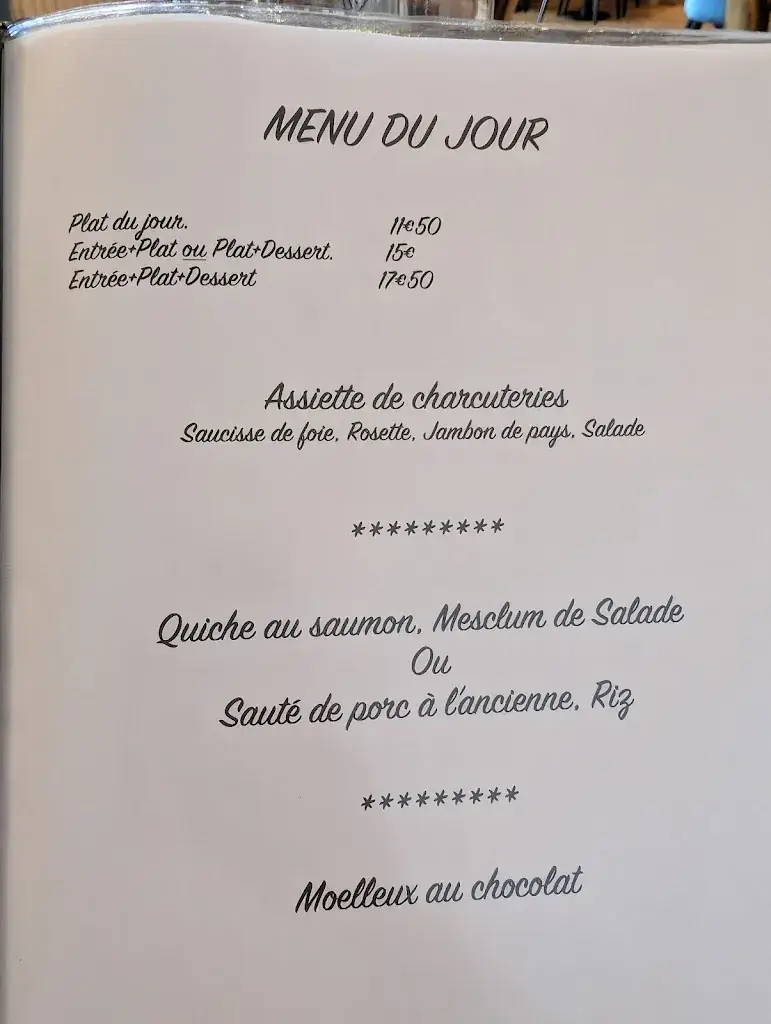 MENU DU JOUR
Plat du jour. 11€50
Entrée+Plat ou Plat+Dessert. 15€
Entrée+Plat+Dessert 17€50
Assiette de charcuteries
Saucisse de foie, Rosette, Jambon de pays, Salade
*********
Quiche au saumon, Mesclum de Salade
Ou
Sauté de porc à l'ancienne, Riz
*********
Moelleux au chocolat